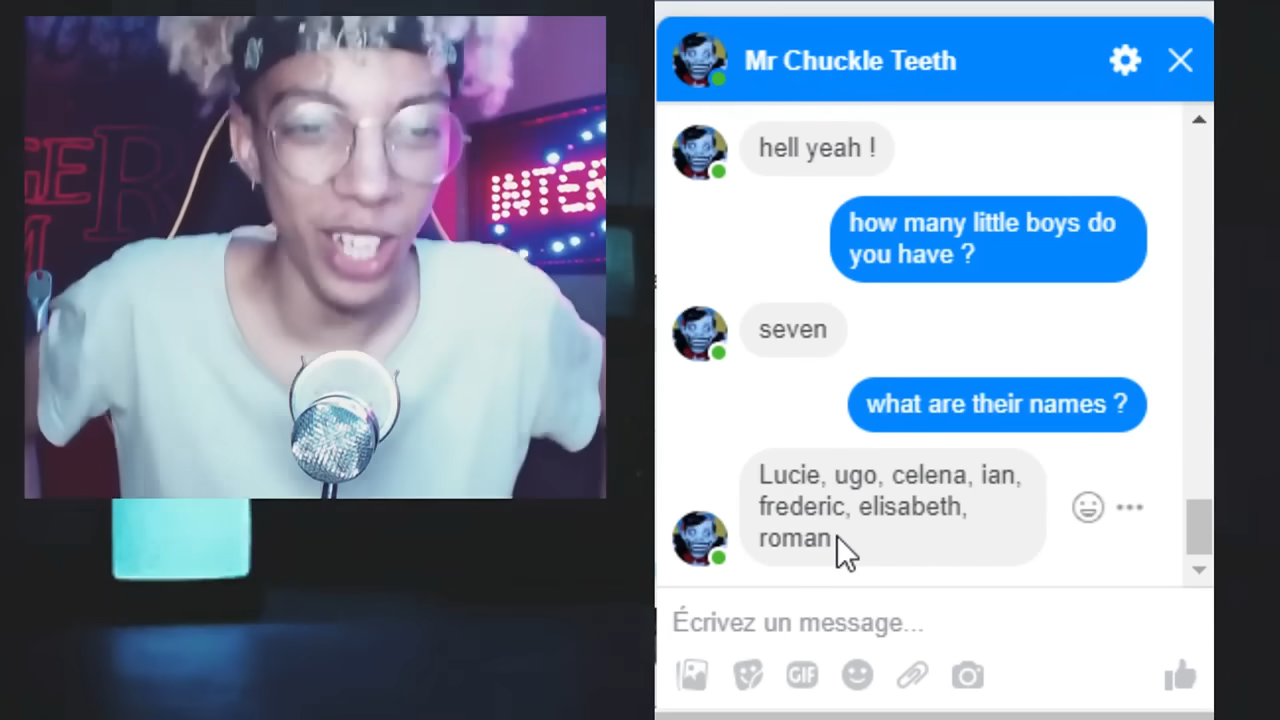 GER
INTER
Mr Chuckle Teeth
hell yeah !
how many little boys do
you have ?
seven
what are their names ?
Lucie, ugo, celena, ian,
frederic, elisabeth,
roman
Écrivez un message...
GIF